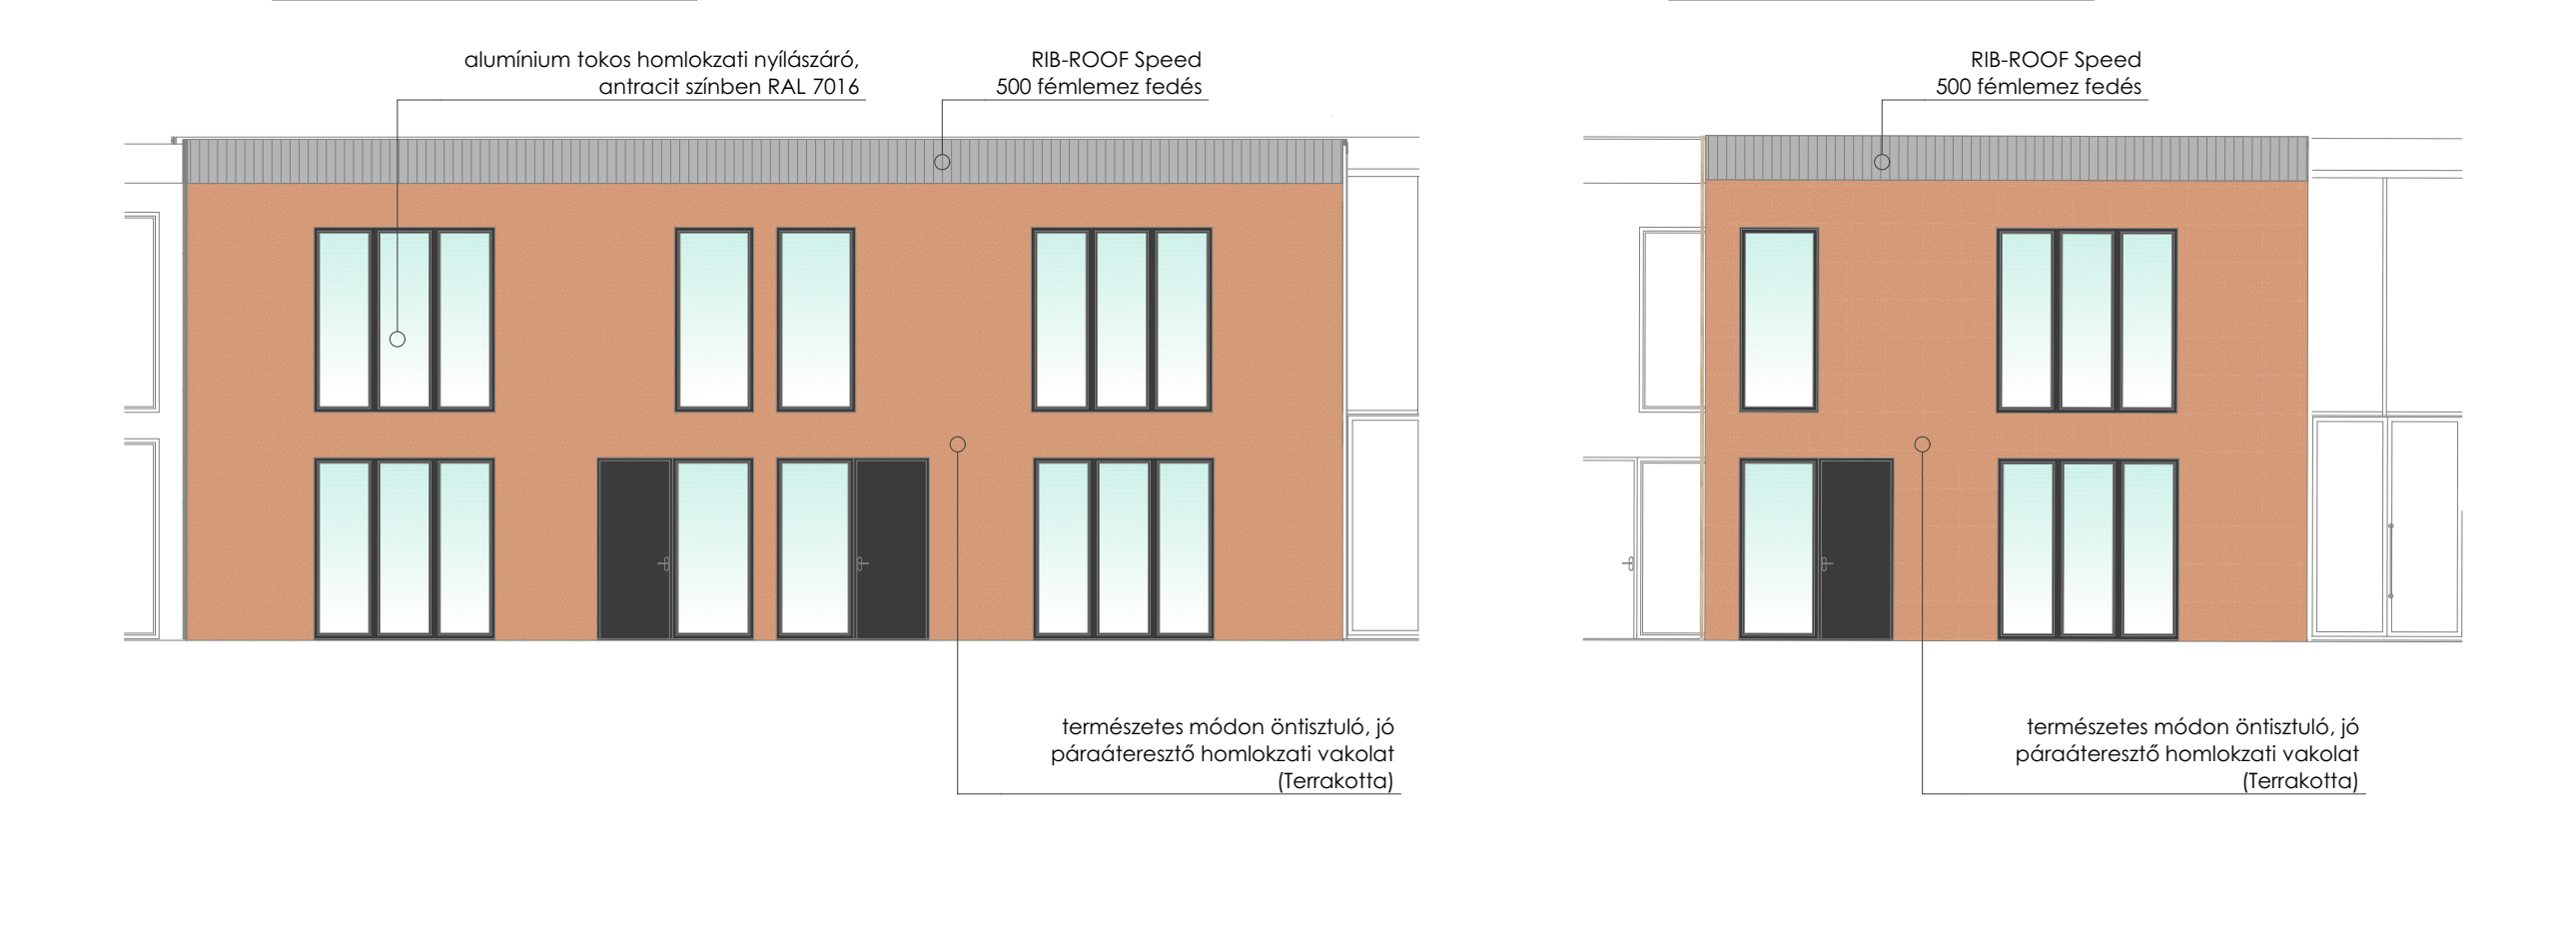 alumínium tokos homlokzati nyílászáró,
antracit színben RAL 7016
RIB-ROOF Speed
500 fémlemez fedés
RIB-ROOF Speed
500 fémlemez fedés
természetes módon öntisztuló, jó
páraáteresztő homlokzati vakolat
(Terrakotta)
természetes módon öntisztuló, jó
páraáteresztő homlokzati vakolat
(Terrakotta)